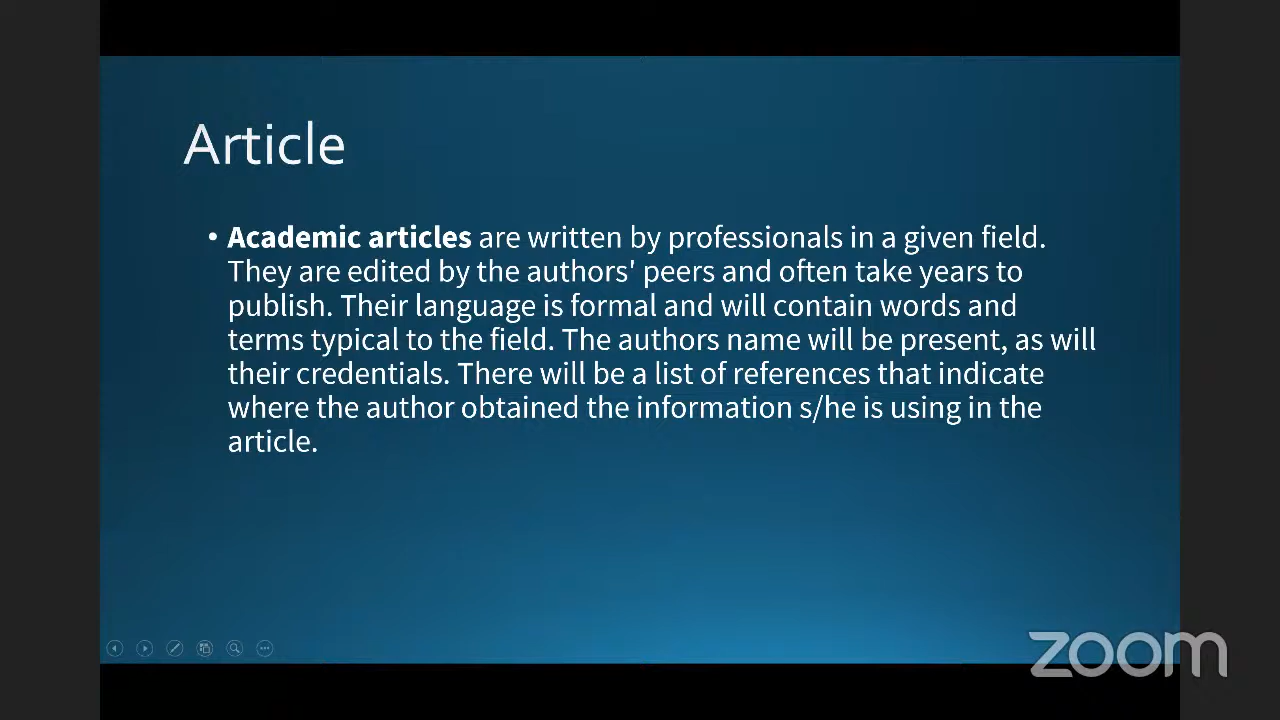 Article
• Academic articles are written by professionals in a given field.
They are edited by the authors' peers and often take years to
publish. Their language is formal and will contain words and
terms typical to the field. The authors name will be present, as will
their credentials. There will be a list of references that indicate
where the author obtained the information s/he is using in the
article.
zoom